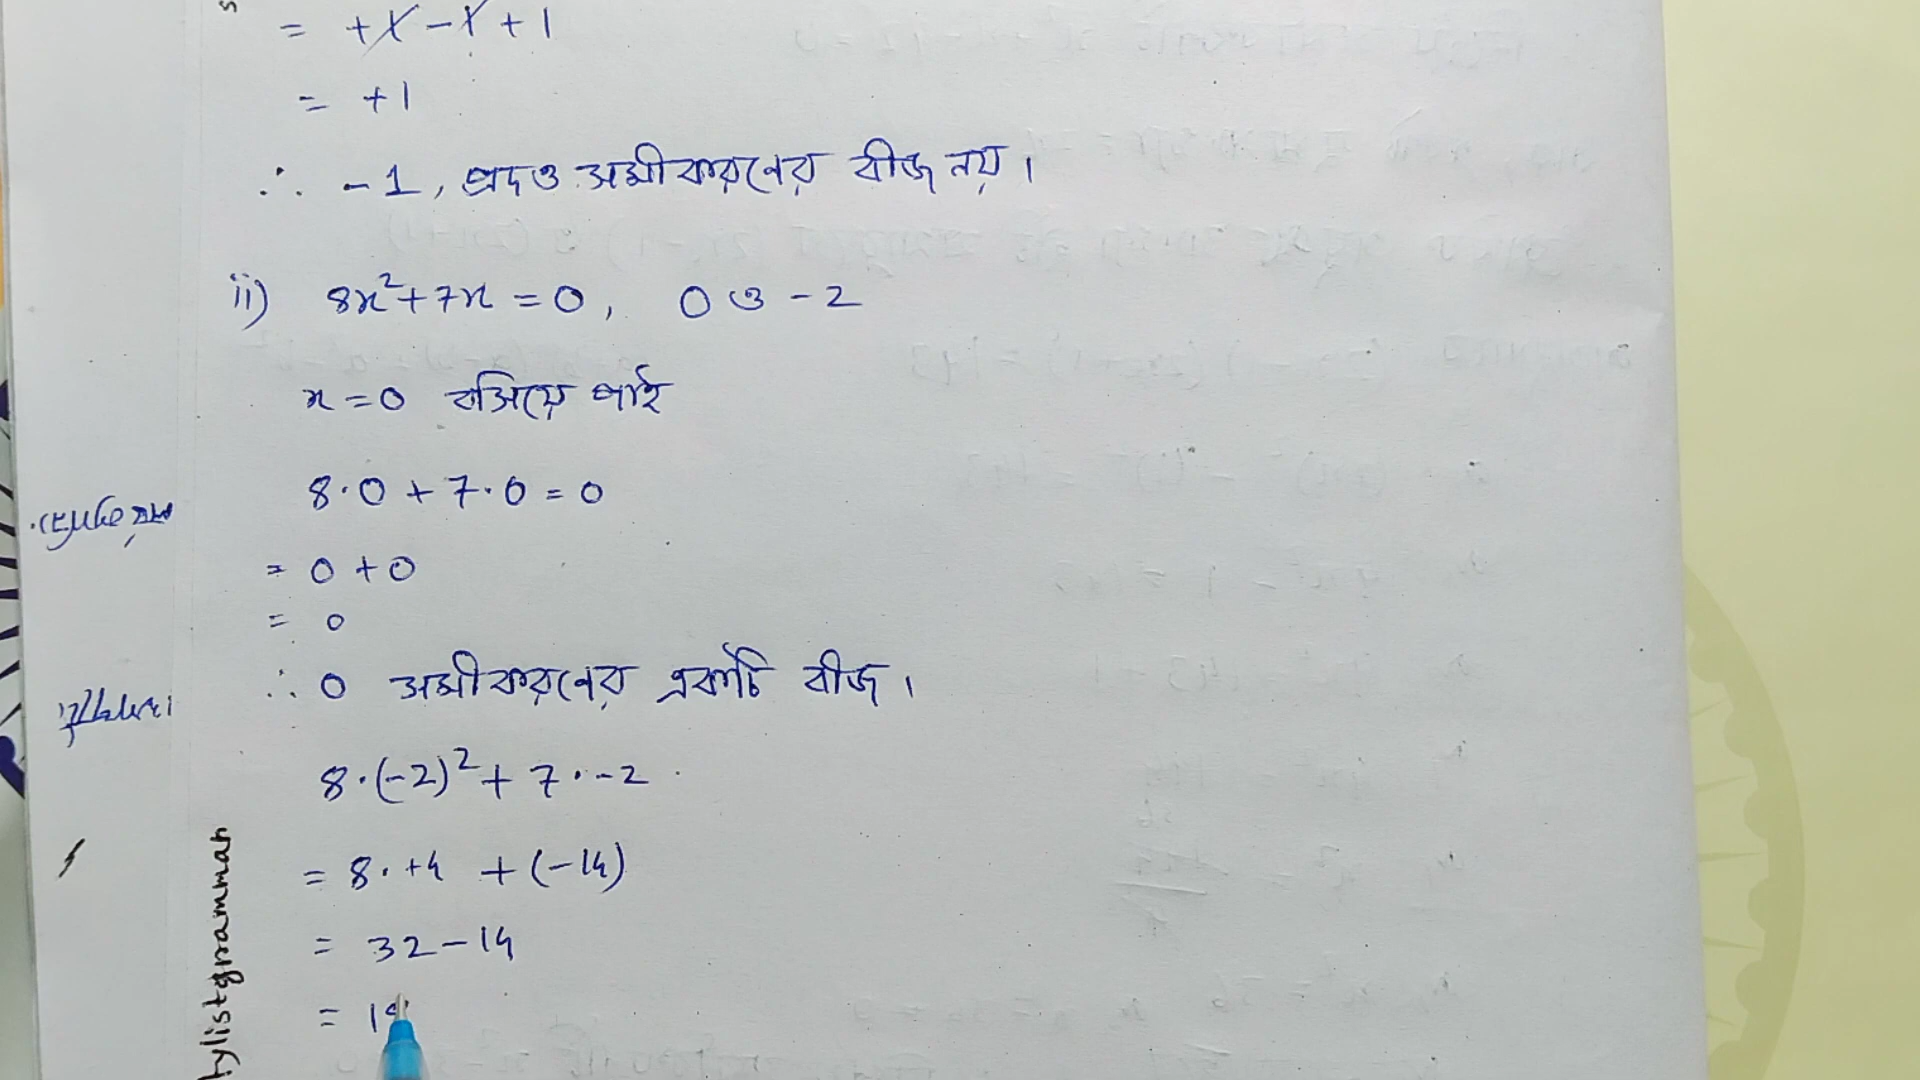 = +1 - 1 + 1
= +1
∴ -1, প্রদত্ত সমীকরণের বীজ নয়।
ii) 8x²+7x = 0, 0 ও -2
x = 0 বসিয়ে পাই
8·0 + 7·0 = 0
= 0 + 0
= 0
∴ 0 সমীকরণের একটি বীজ।
8·(-2)² + 7·-2
= 8·+4 + (-14)
= 32-14
= 18
tylistgrammar